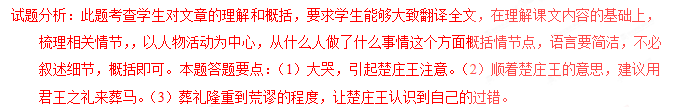 试题分析：此题考查学生对文章的理解和概括，要求学生能够大致翻译全文，在理解课文内容的基础上，
梳理相关情节，，以人物活动为中心，从什么人做了什么事情这个方面概括情节点，语言要简洁，不必
叙述细节，概括即可。本题答题要点：（1）大哭，引起楚庄王注意。（2）顺着楚庄王的意思，建议用
君王之礼来葬马。（3）葬礼隆重到荒谬的程度，让楚庄王认识到自己的过错。